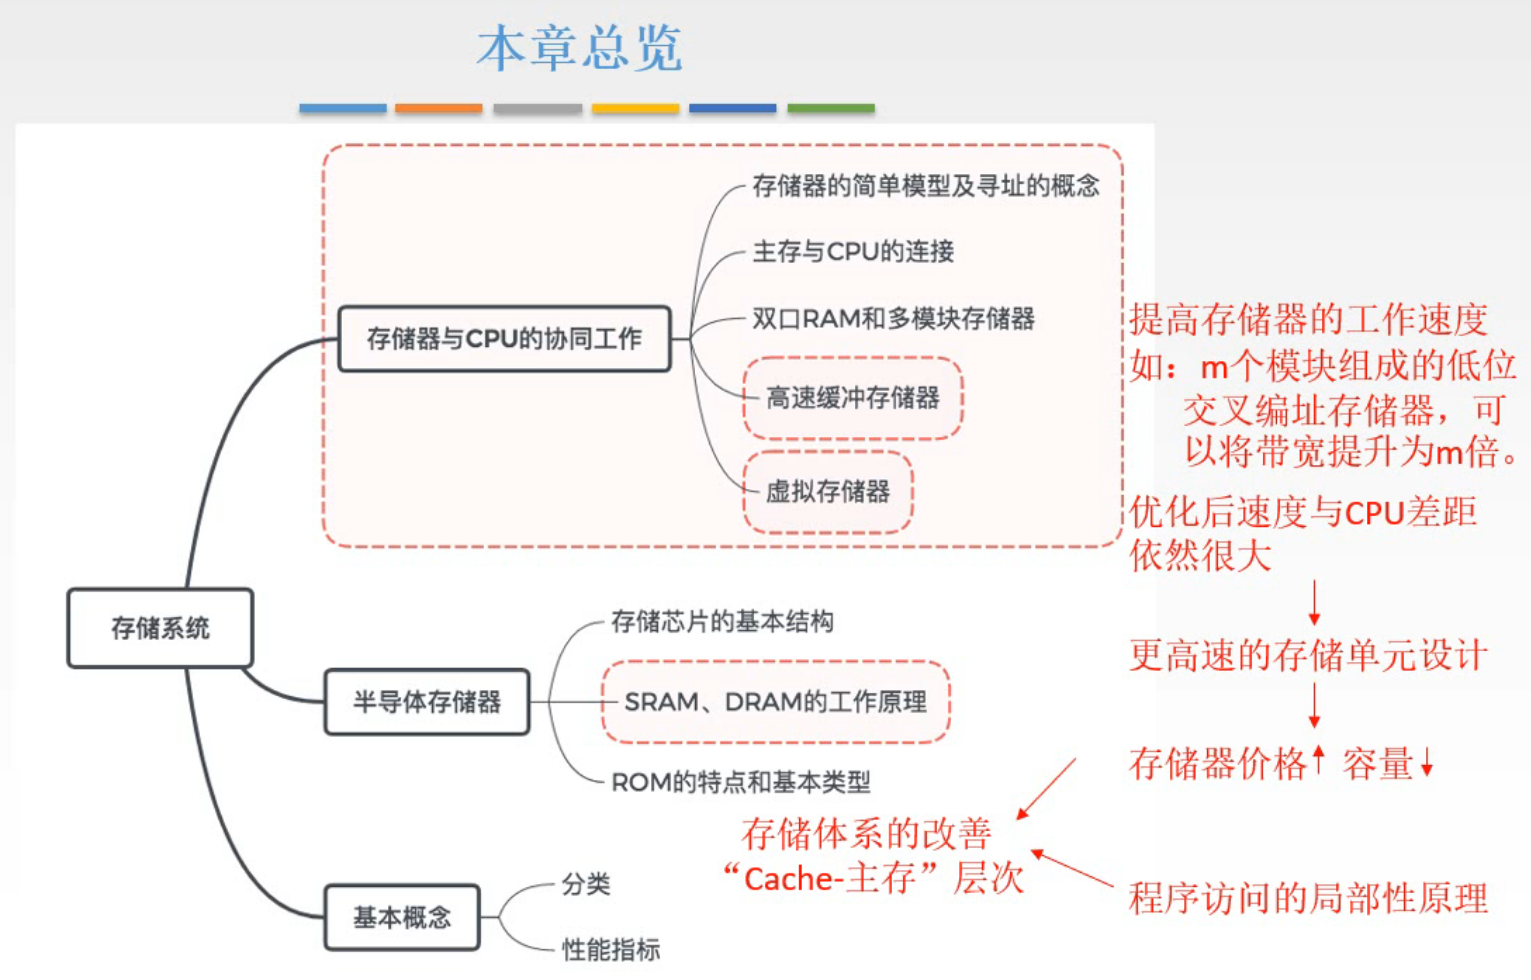 本章总览
存储器的简单模型及寻址的概念
主存与CPU的连接
双口RAM和多模块存储器
存储器与CPU的协同工作
高速缓冲存储器
虚拟存储器
提高存储器的工作速度
如：m个模块组成的低位
交叉编址存储器，可
以将带宽提升为m倍。
优化后速度与CPU差距
依然很大
更高速的存储单元设计
存储器价格↑ 容量↓
存储系统
存储芯片的基本结构
半导体存储器
SRAM、DRAM的工作原理
ROM的特点和基本类型
存储体系的改善
“Cache-主存”层次
程序访问的局部性原理
分类
基本概念
性能指标